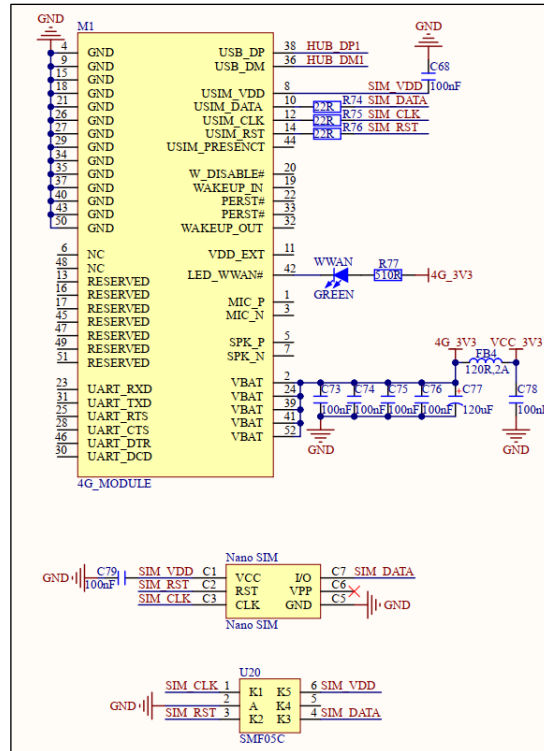 GND
M1
GND
4 GND USB_DP 38 HUB_DP1
9 GND USB_DM 36 HUB_DM1
15 GND
C68
18 GND USIM_VDD 8 SIM_VDD 100nF
21 GND USIM_DATA 10 22R R74 SIM_DATA
26 GND USIM_CLK 12 22R R75 SIM_CLK
27 GND USIM_RST 14 22R R76 SIM_RST
29 GND USIM_PRESENCT 44
34 GND
35 GND W_DISABLE# 20
37 GND WAKEUP_IN 19
40 GND PERST# 22
43 GND PERST# 33
50 GND WAKEUP_OUT 32
6 NC VDD_EXT 11
48 NC
13 RESERVED LED_WWAN# 42 WWAN GREEN R77 510R 4G_3V3
16 RESERVED
17 RESERVED MIC_P 1
45 RESERVED MIC_N 3
47 RESERVED
49 RESERVED SPK_P 5
51 RESERVED SPK_N 7
4G_3V3 VCC_3V3
FB4
120R,2A
23 UART_RXD VBAT 2
31 UART_TXD VBAT 24
25 UART_RTS VBAT 39
28 UART_CTS VBAT 41
46 UART_DTR VBAT 52
30 UART_DCD
C73 C74 C75 C76 C77 C78
100nF 100nF 100nF 100nF 120uF 100nF
+
GND GND
4G_MODULE
Nano SIM
GND C79 100nF SIM_VDD C1 VCC I/O C7 SIM_DATA
SIM_RST C2 RST VPP C6
SIM_CLK C3 CLK GND C5 GND
Nano SIM
U20
SIM_CLK 1 K1 K5 6 SIM_VDD
GND 2 A K4 5
SIM_RST 3 K2 K3 4 SIM_DATA
SMF05C